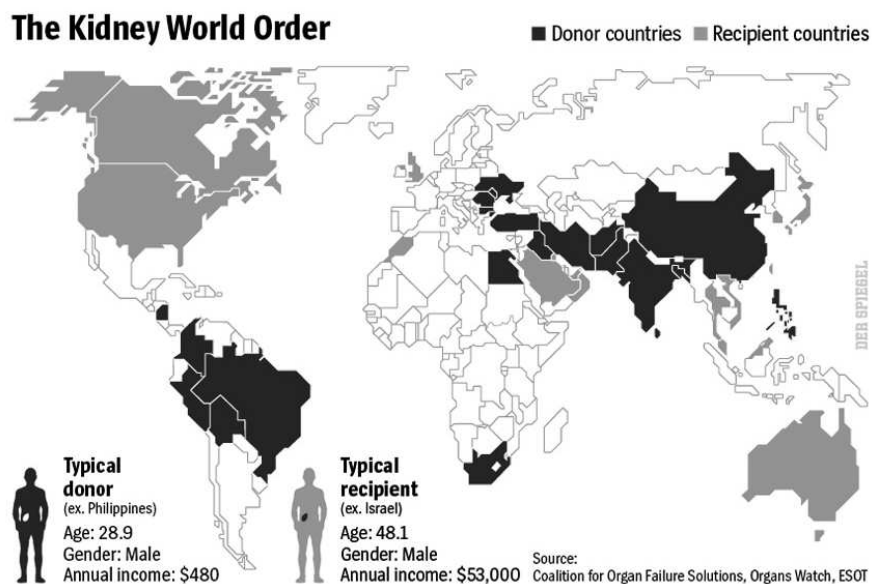 The Kidney World Order
Donor countries Recipient countries
DER SPIEGEL
Typical
donor
(ex. Philippines)
Age: 28.9
Gender: Male
Annual income: $480
Typical
recipient
(ex. Israel)
Age: 48.1
Gender: Male
Annual income: $53,000
Source:
Coalition for Organ Failure Solutions, Organs Watch, ESOT